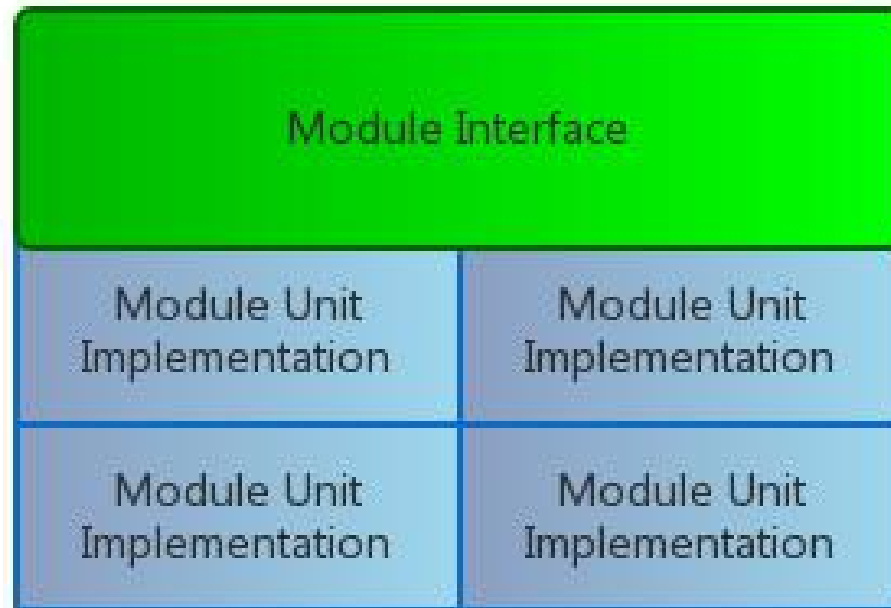 Module Interface
Module Unit
Implementation
Module Unit
Implementation
Module Unit
Implementation
Module Unit
Implementation